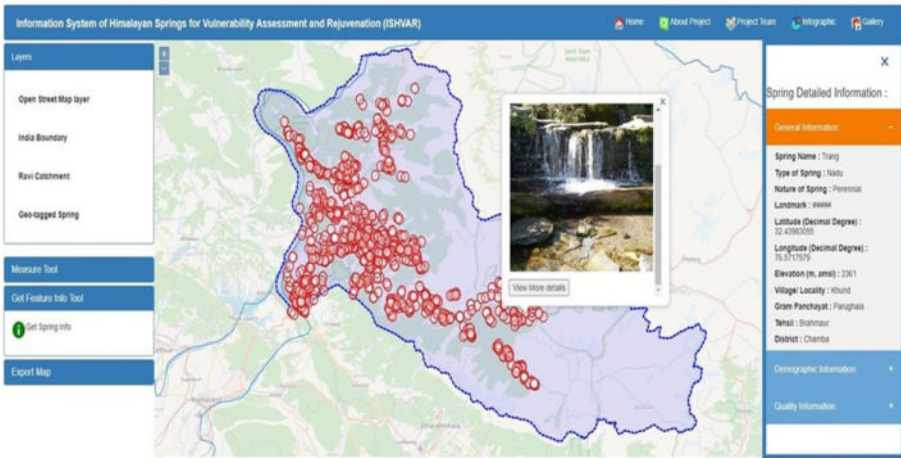 Information System of Himalayan Springs for Vulnerability Assessment and Rejuvenation (ISHVAR)
Home
About Project
Project Team
Infographic
Gallery
Layers
Open Street Map layer
India Boundary
Ravi Catchment
Geo-tagged Spring
Measure Tool
Get Feature Info Tool
Get Spring Info
Export Map
View More details
Dharamshala
Spring Detailed Information :
General Information:
Spring Name : Trang
Type of Spring : Nadu
Nature of Spring : Perennial
Landmark : #####
Latitude (Decimal Degree) :
32.43983095
Longitude (Decimal Degree) :
76.5717979
Elevation (m, amsl) : 2361
Village/ Locality : Khund
Gram Panchayat : Parughala
Tehsil : Brahmaur
District : Chamba
Demographic Information:
Quality Information: